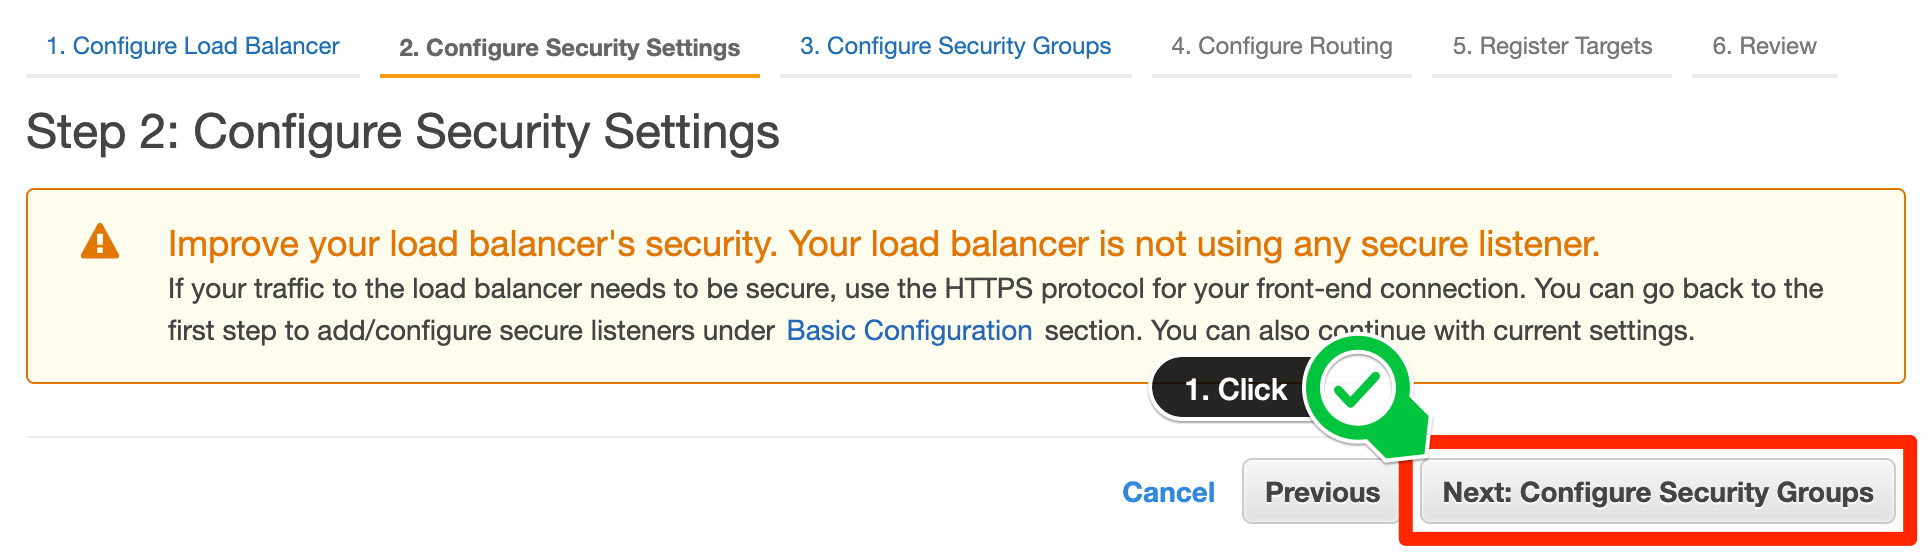 1. Configure Load Balancer 2. Configure Security Settings 3. Configure Security Groups 4. Configure Routing 5. Register Targets 6. Review
Step 2: Configure Security Settings
Improve your load balancer's security. Your load balancer is not using any secure listener.
If your traffic to the load balancer needs to be secure, use the HTTPS protocol for your front-end connection. You can go back to the
first step to add/configure secure listeners under Basic Configuration section. You can also continue with current settings.
1. Click
Cancel Previous Next: Configure Security Groups